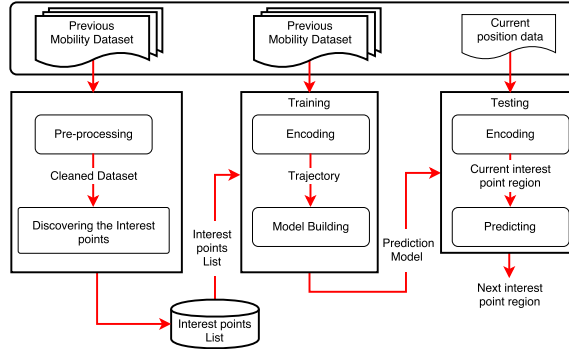 Previous
Mobility Dataset
Previous
Mobility Dataset
Current
position data
Pre-processing
Cleaned Dataset
Discovering the Interest
points
Interest
points
List
Interest points
List
Training
Encoding
Trajectory
Model Building
Prediction
Model
Testing
Encoding
Current interest
point region
Predicting
Next interest
point region